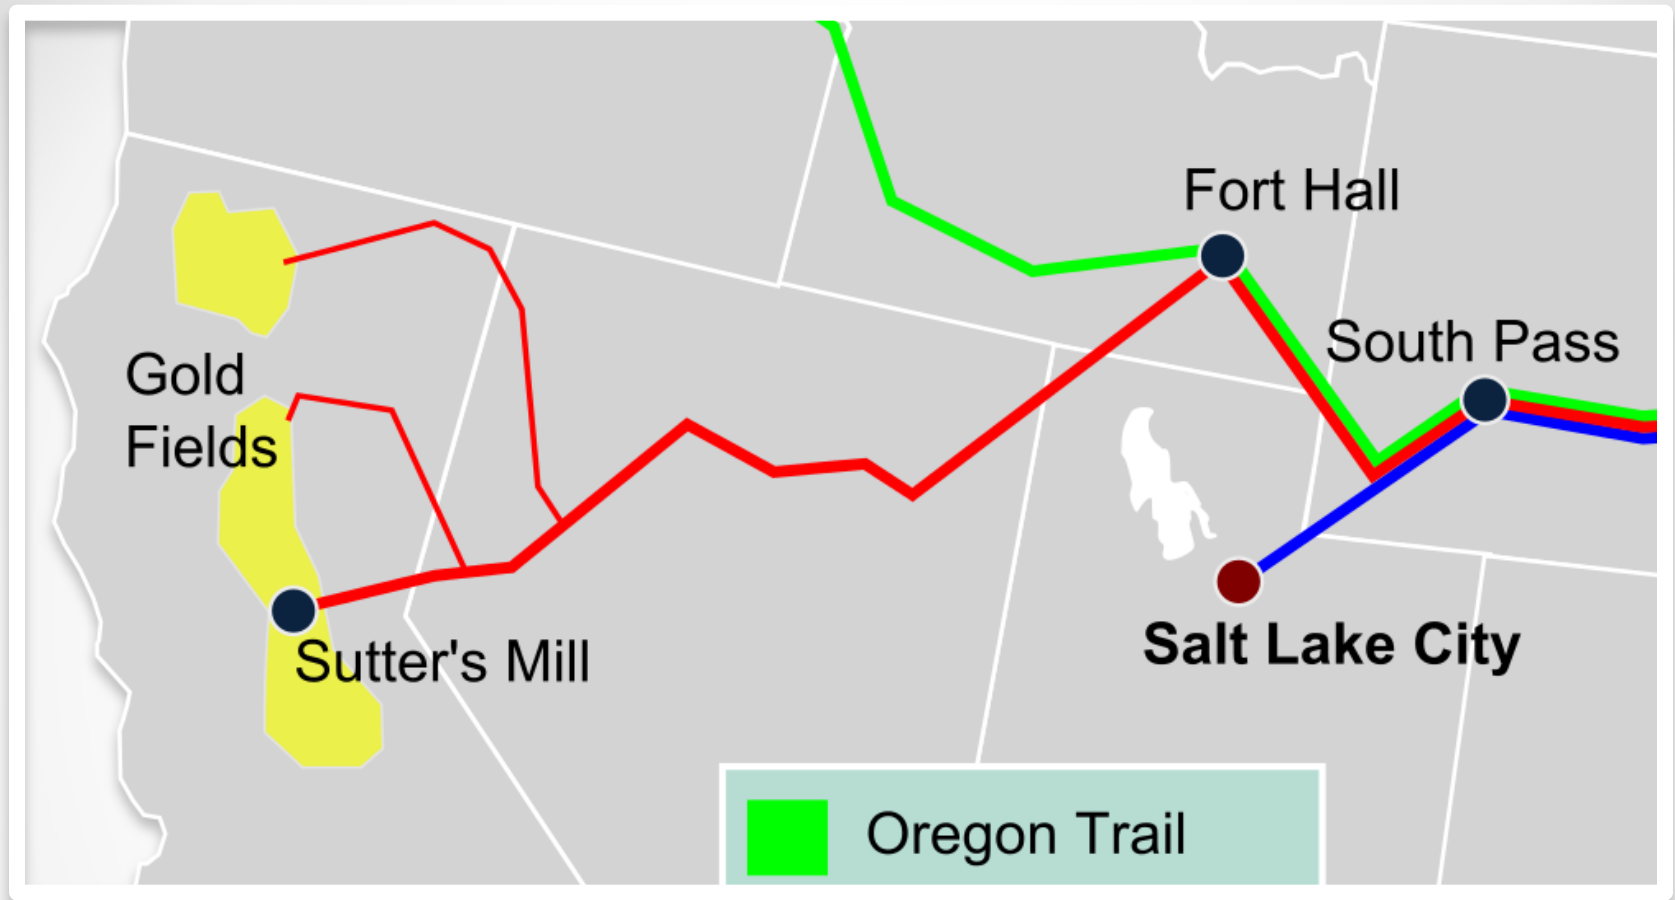 Fort Hall
South Pass
Gold
Fields
Sutter's Mill
Salt Lake City
Oregon Trail